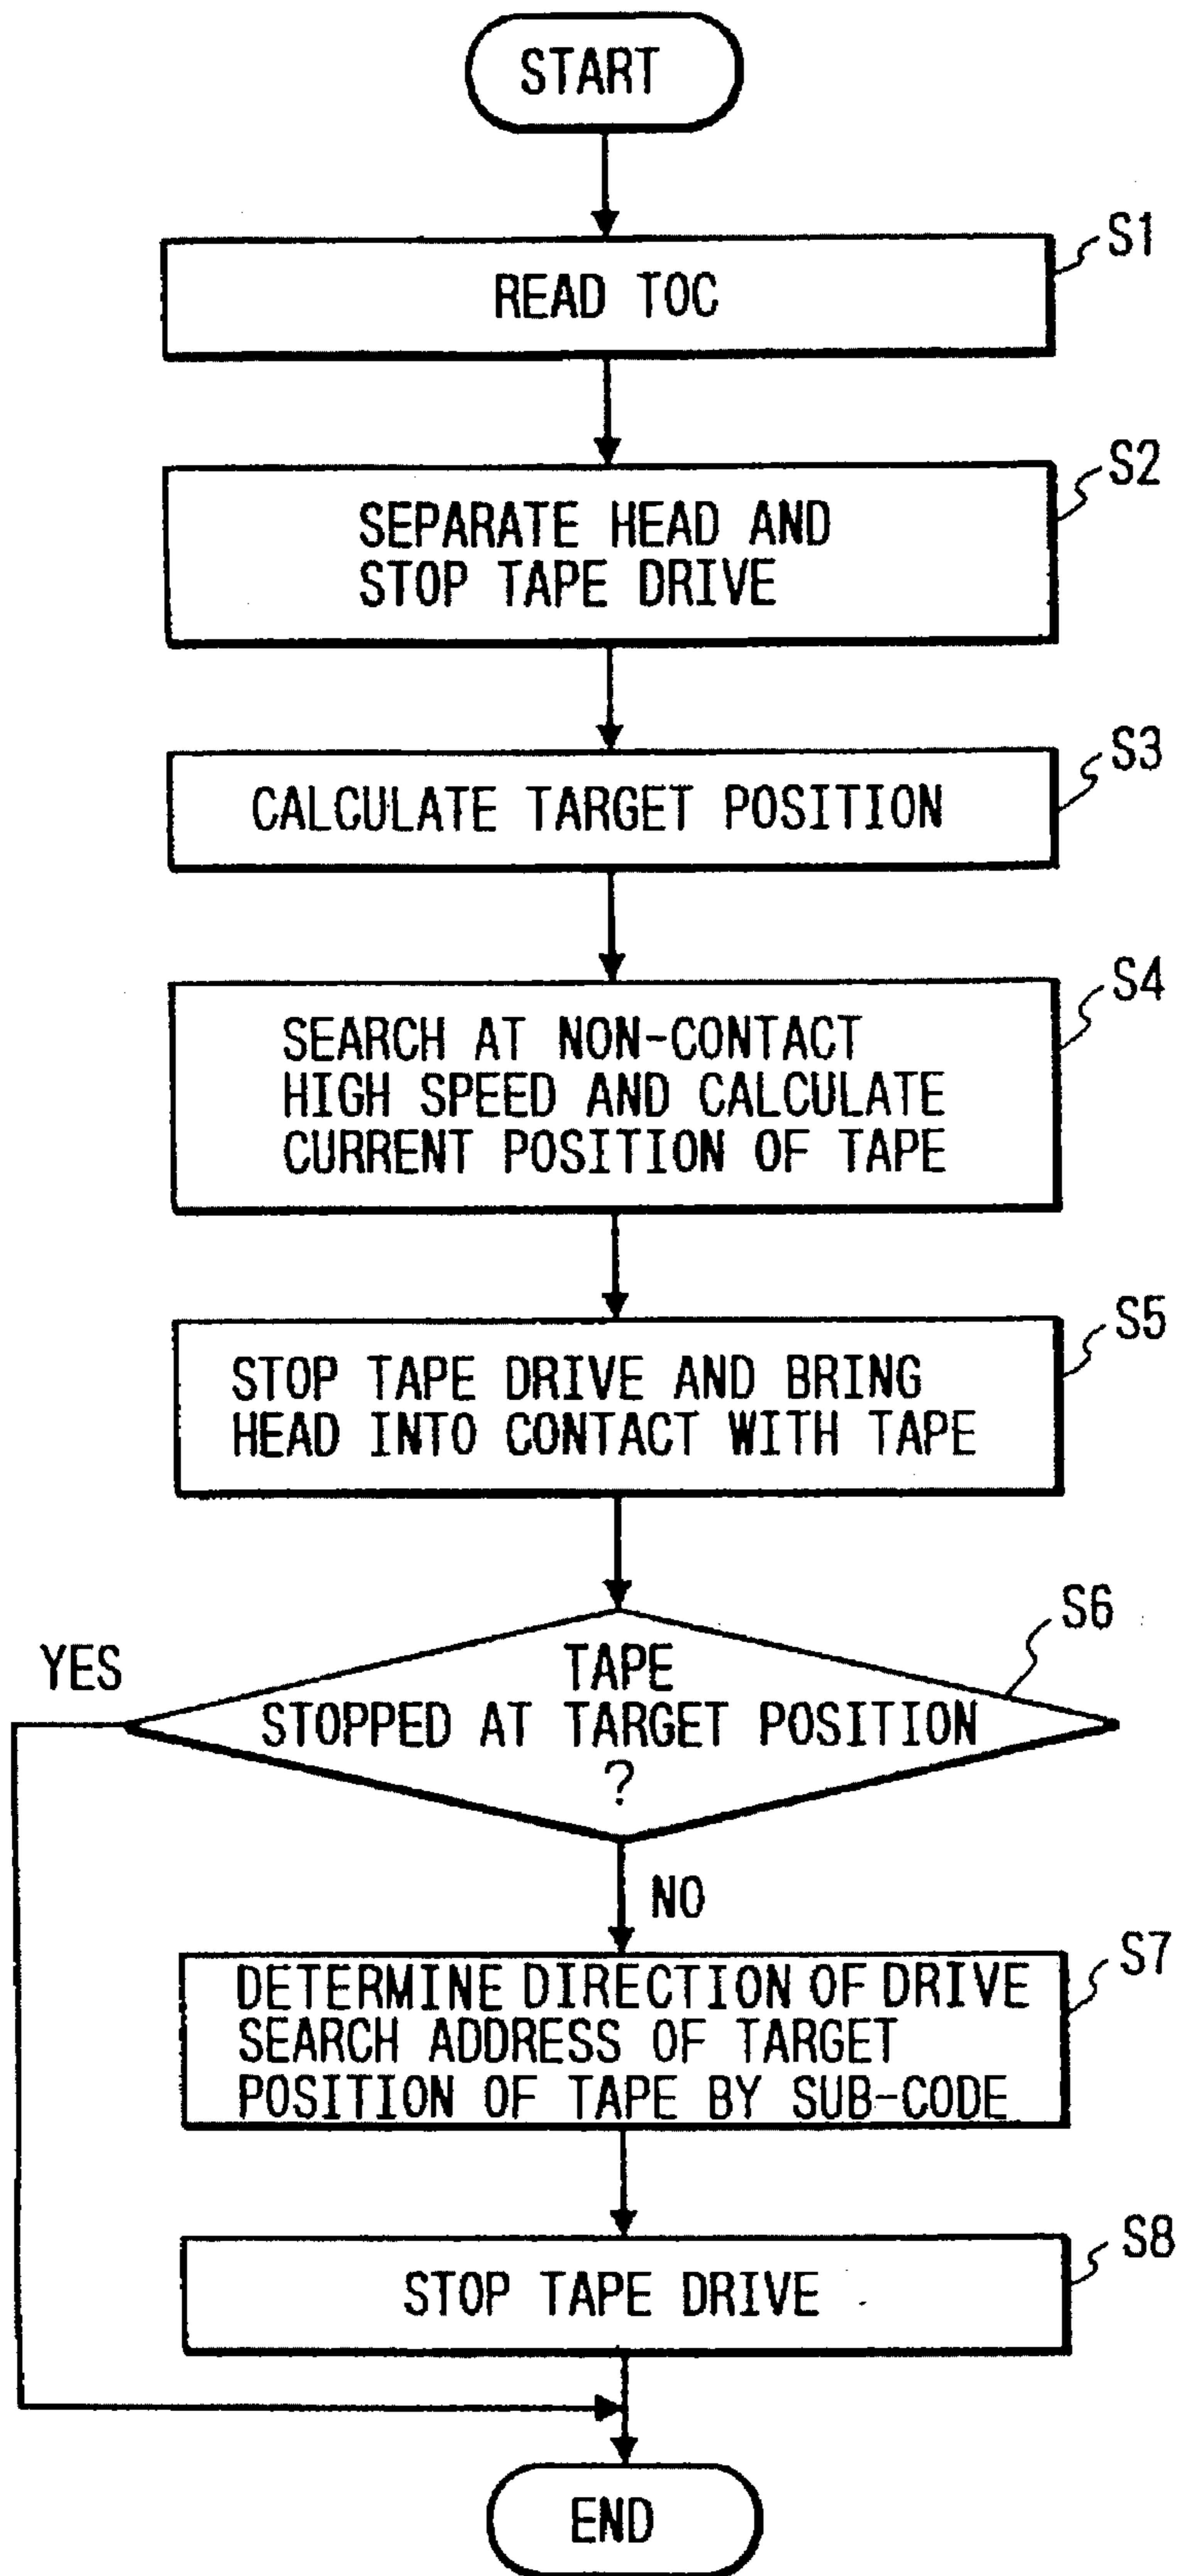 START
S1
READ TOC
S2
SEPARATE HEAD AND
STOP TAPE DRIVE
S3
CALCULATE TARGET POSITION
S4
SEARCH AT NON-CONTACT
HIGH SPEED AND CALCULATE
CURRENT POSITION OF TAPE
S5
STOP TAPE DRIVE AND BRING
HEAD INTO CONTACT WITH TAPE
S6
YES
TAPE
STOPPED AT TARGET POSITION
?
NO
S7
DETERMINE DIRECTION OF DRIVE
SEARCH ADDRESS OF TARGET
POSITION OF TAPE BY SUB-CODE
S8
STOP TAPE DRIVE
END